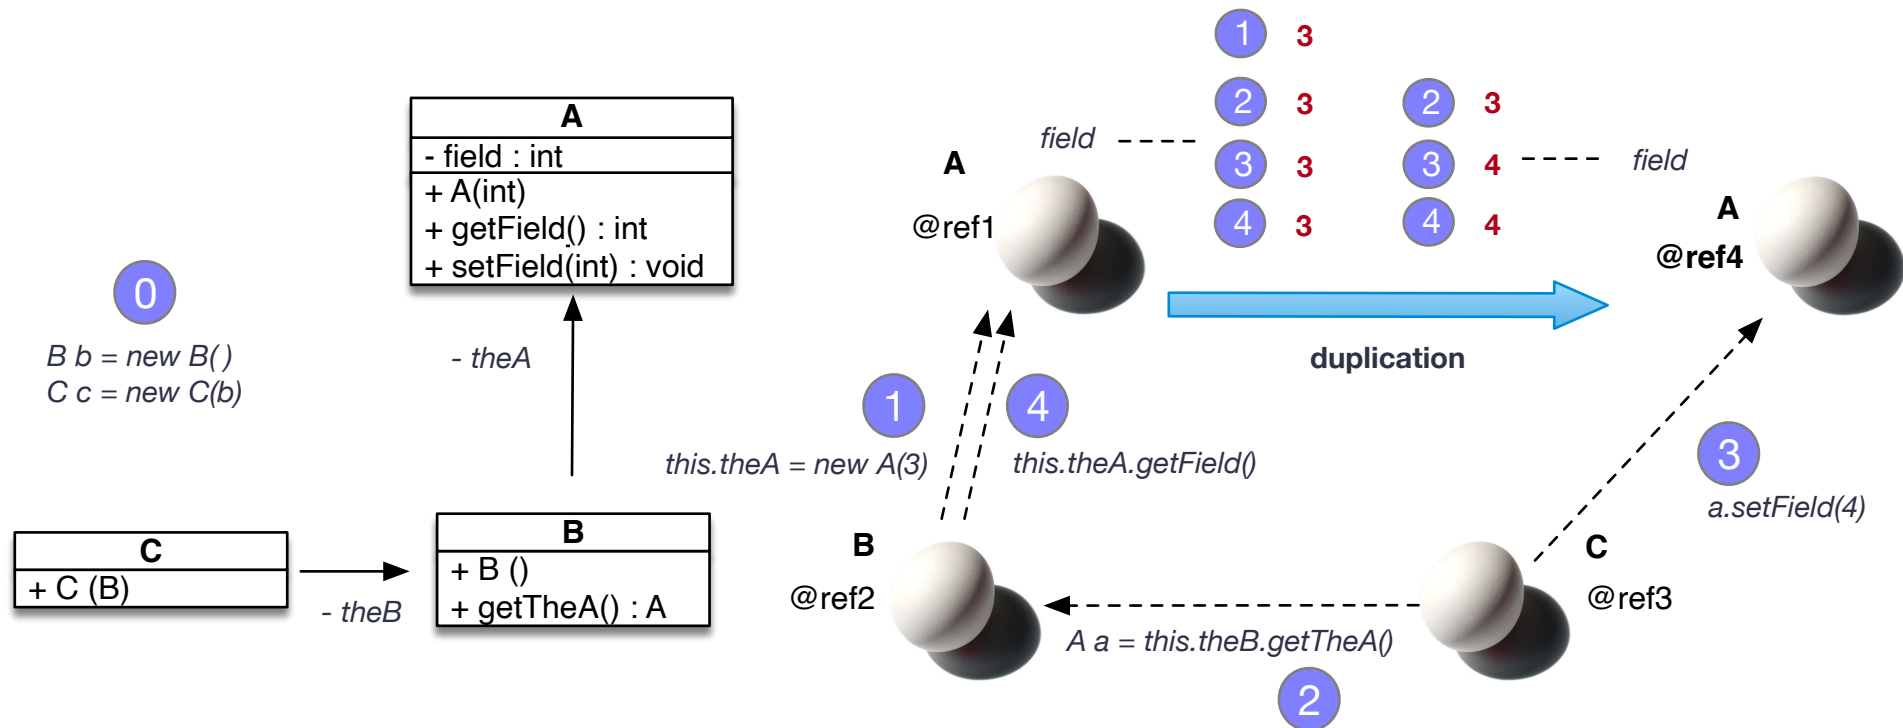 0
B b = new B( )
C c = new C(b)
A
- field : int
+ A(int)
+ getField() : int
+ setField(int) : void
- theA
C
+ C (B)
- theB
B
+ B ()
+ getTheA() : A
1 3
2 3
3 3
4 3
2 3
3 4
4 4
field
field
A
@ref1
A
@ref4
duplication
1
this.theA = new A(3)
4
this.theA.getField()
3
a.setField(4)
B
@ref2
C
@ref3
A a = this.theB.getTheA()
2